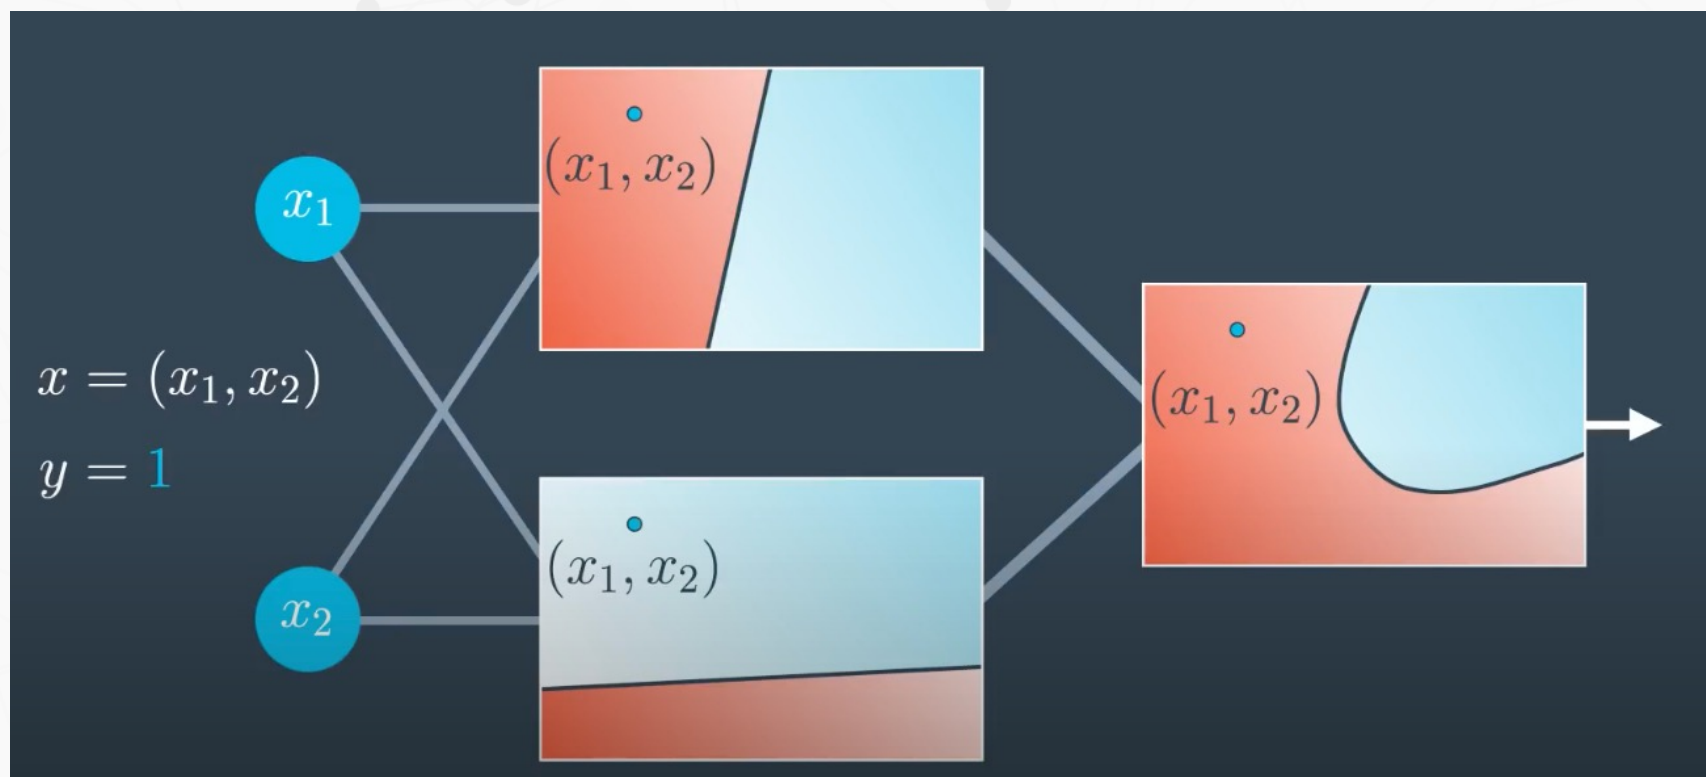 x₁
(x₁, x₂)
x = (x₁, x₂)
y = 1
(x₁, x₂)
x₂
(x₁, x₂)